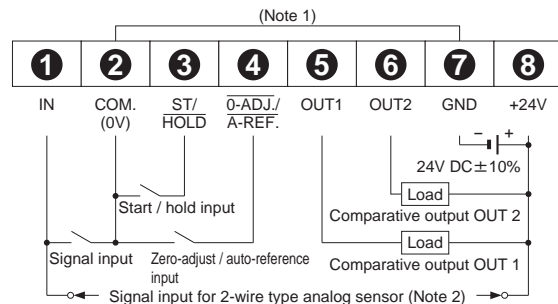 (Note 1)
1 2 3 4 5 6 7 8
IN COM. ST/ 0-ADJ./ OUT1 OUT2 GND +24V
(0V) HOLD A-REF.
− +
24V DC±10%
Load
Start / hold input
Comparative output OUT 2
Load
Signal input Zero-adjust / auto-reference
input
Comparative output OUT 1
Signal input for 2-wire type analog sensor (Note 2)